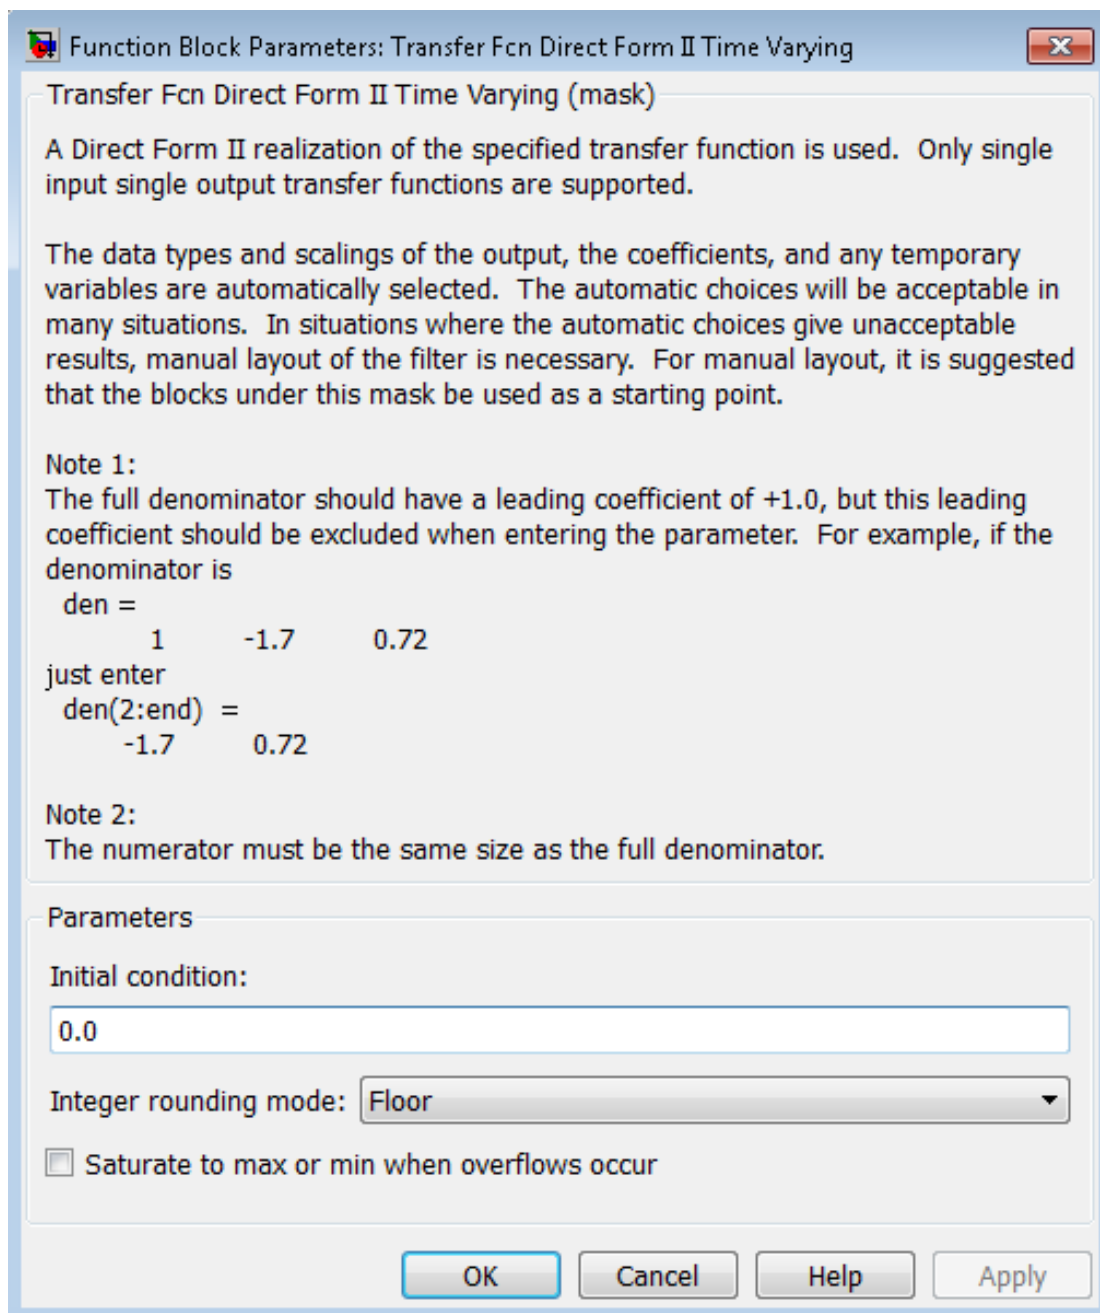 Function Block Parameters: Transfer Fcn Direct Form II Time Varying
Transfer Fcn Direct Form II Time Varying (mask)
A Direct Form II realization of the specified transfer function is used.  Only single
input single output transfer functions are supported.
The data types and scalings of the output, the coefficients, and any temporary
variables are automatically selected.  The automatic choices will be acceptable in
many situations.  In situations where the automatic choices give unacceptable
results, manual layout of the filter is necessary.  For manual layout, it is suggested
that the blocks under this mask be used as a starting point.
Note 1:
The full denominator should have a leading coefficient of +1.0, but this leading
coefficient should be excluded when entering the parameter.  For example, if the
denominator is
den =
1 -1.7 0.72
just enter
den(2:end) =
-1.7 0.72
Note 2:
The numerator must be the same size as the full denominator.
Parameters
Initial condition:
0.0
Integer rounding mode: Floor
Saturate to max or min when overflows occur
OK Cancel Help Apply